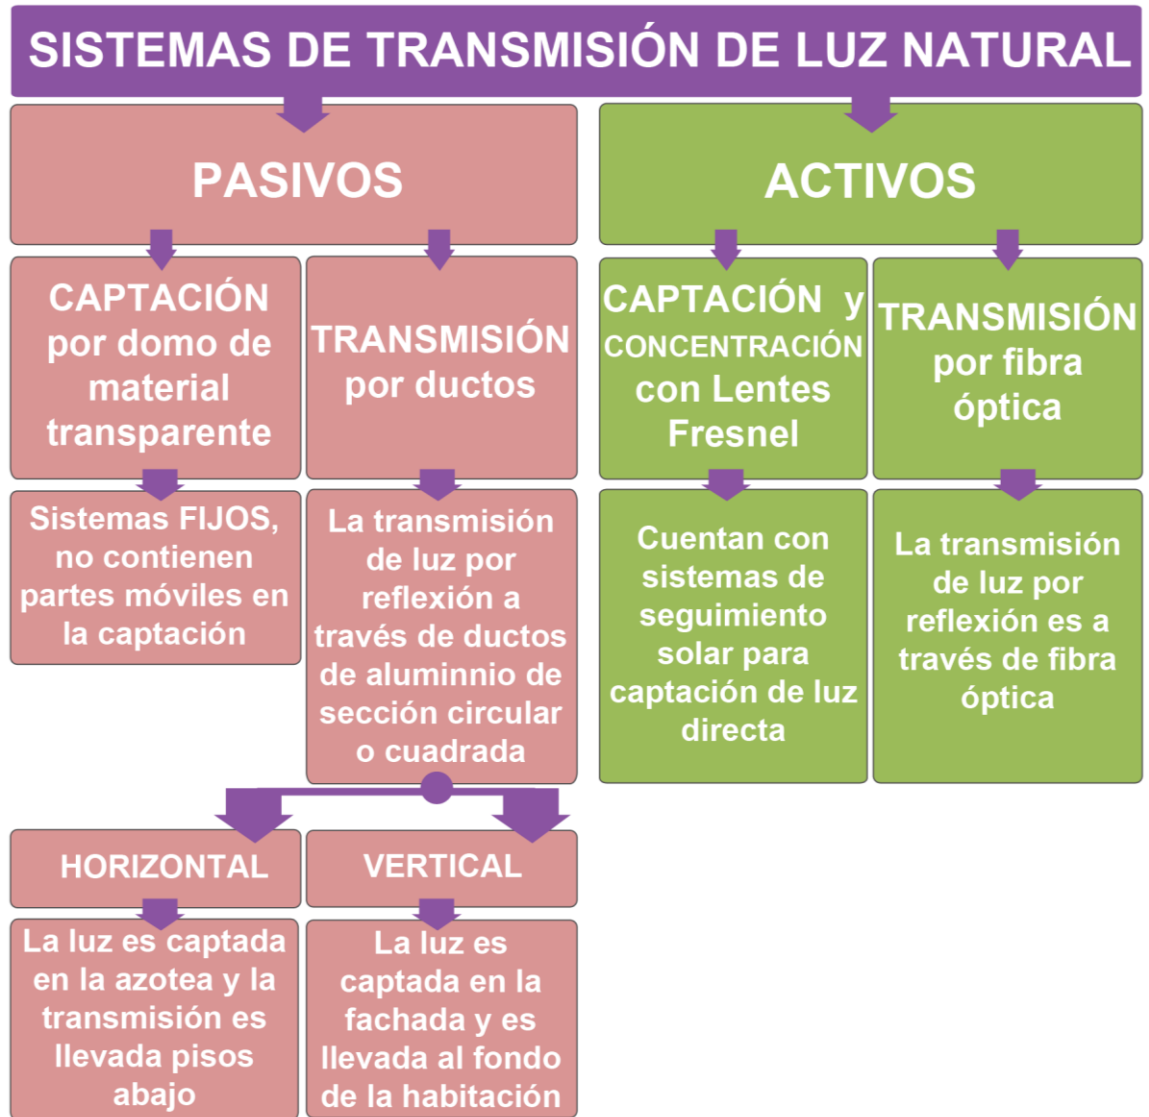 SISTEMAS DE TRANSMISIÓN DE LUZ NATURAL
PASIVOS
ACTIVOS
CAPTACIÓN
por domo de
material
transparente
TRANSMISIÓN
por ductos
CAPTACIÓN y
CONCENTRACIÓN
con Lentes
Fresnel
TRANSMISIÓN
por fibra
óptica
Sistemas FIJOS,
no contienen
partes móviles en
la captación
La transmisión
de luz por
reflexión a
través de ductos
de aluminnio de
sección circular
o cuadrada
Cuentan con
sistemas de
seguimiento
solar para
captación de luz
directa
La transmisión
de luz por
reflexión es a
través de fibra
óptica
HORIZONTAL
VERTICAL
La luz es captada
en la azotea y la
transmisión es
llevada pisos
abajo
La luz es
captada en la
fachada y es
llevada al fondo
de la habitación